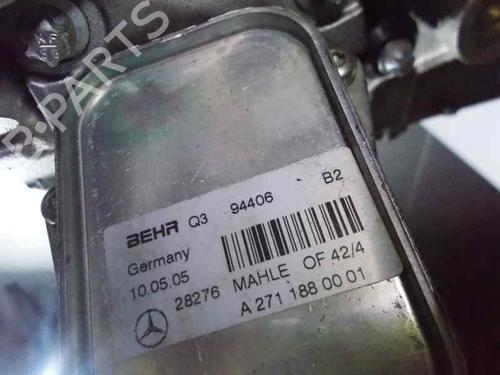 B-PARTS
BEHR Q3 94406 B2
Germany
10.05.05
28276 MAHLE OF 42/4
A 271 188 00 01